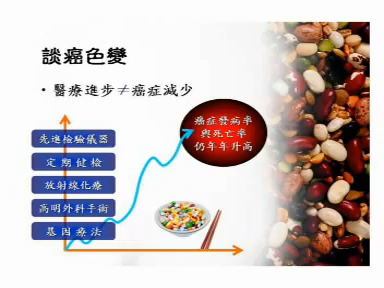 談癌色變
・醫療進步≠癌症減少
癌症發病率
與死亡率
仍年年升高
先進檢驗儀器
定期健檢
放射線化療
高明外科手術
基因療法